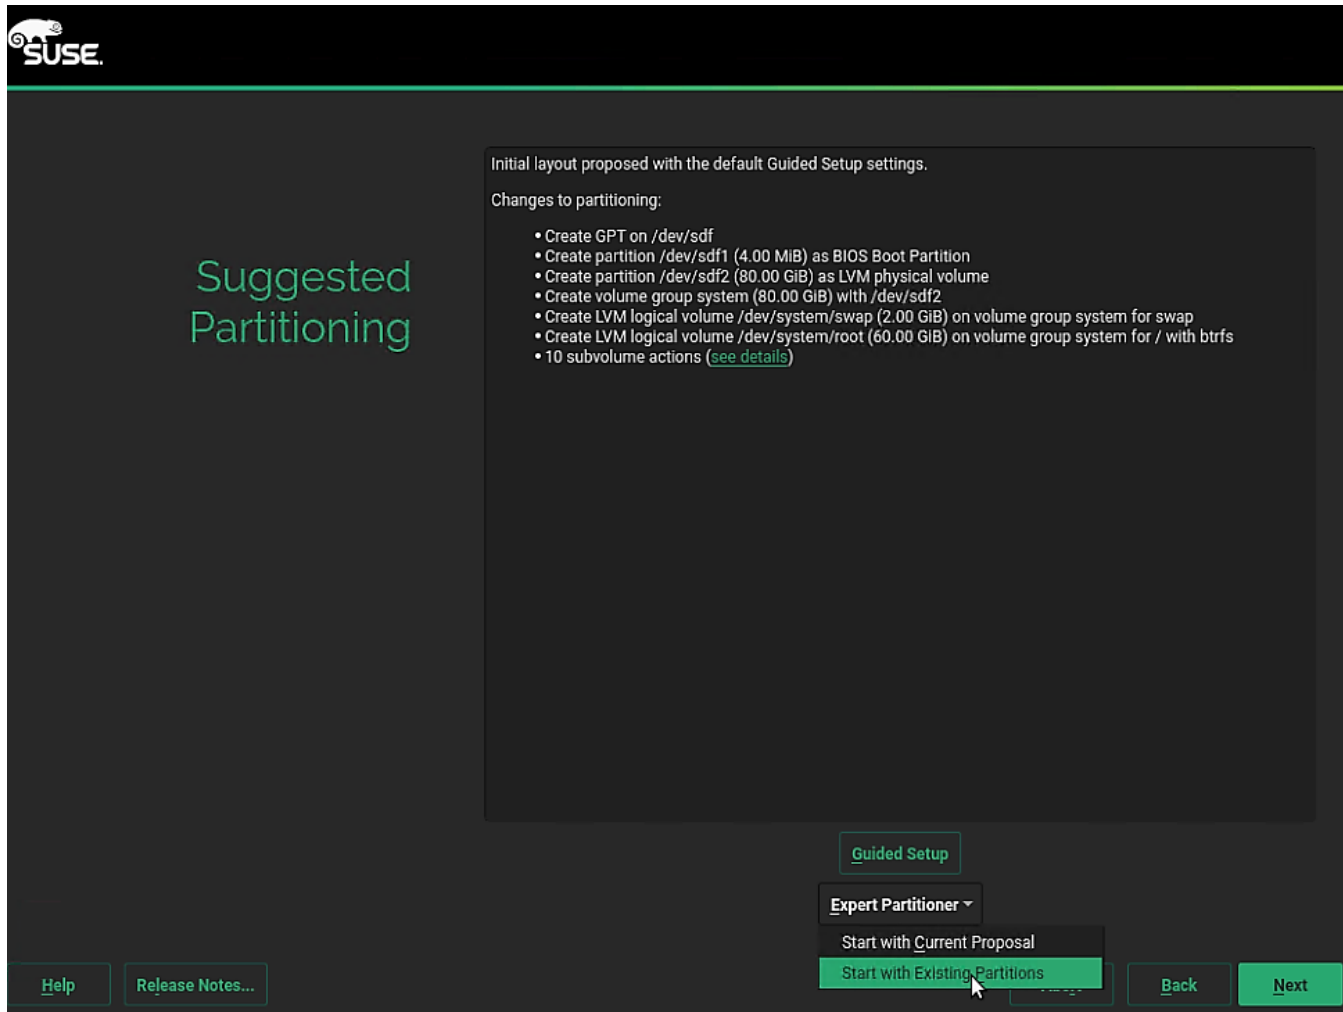 SUSE.
Initial layout proposed with the default Guided Setup settings.
Changes to partitioning:
• Create GPT on /dev/sdf
• Create partition /dev/sdf1 (4.00 MiB) as BIOS Boot Partition
• Create partition /dev/sdf2 (80.00 GiB) as LVM physical volume
• Create volume group system (80.00 GiB) with /dev/sdf2
• Create LVM logical volume /dev/system/swap (2.00 GiB) on volume group system for swap
• Create LVM logical volume /dev/system/root (60.00 GiB) on volume group system for / with btrfs
• 10 subvolume actions (see details)
Suggested
Partitioning
Guided Setup
Expert Partitioner
Start with Current Proposal
Start with Existing Partitions
Help
Release Notes...
Back
Next